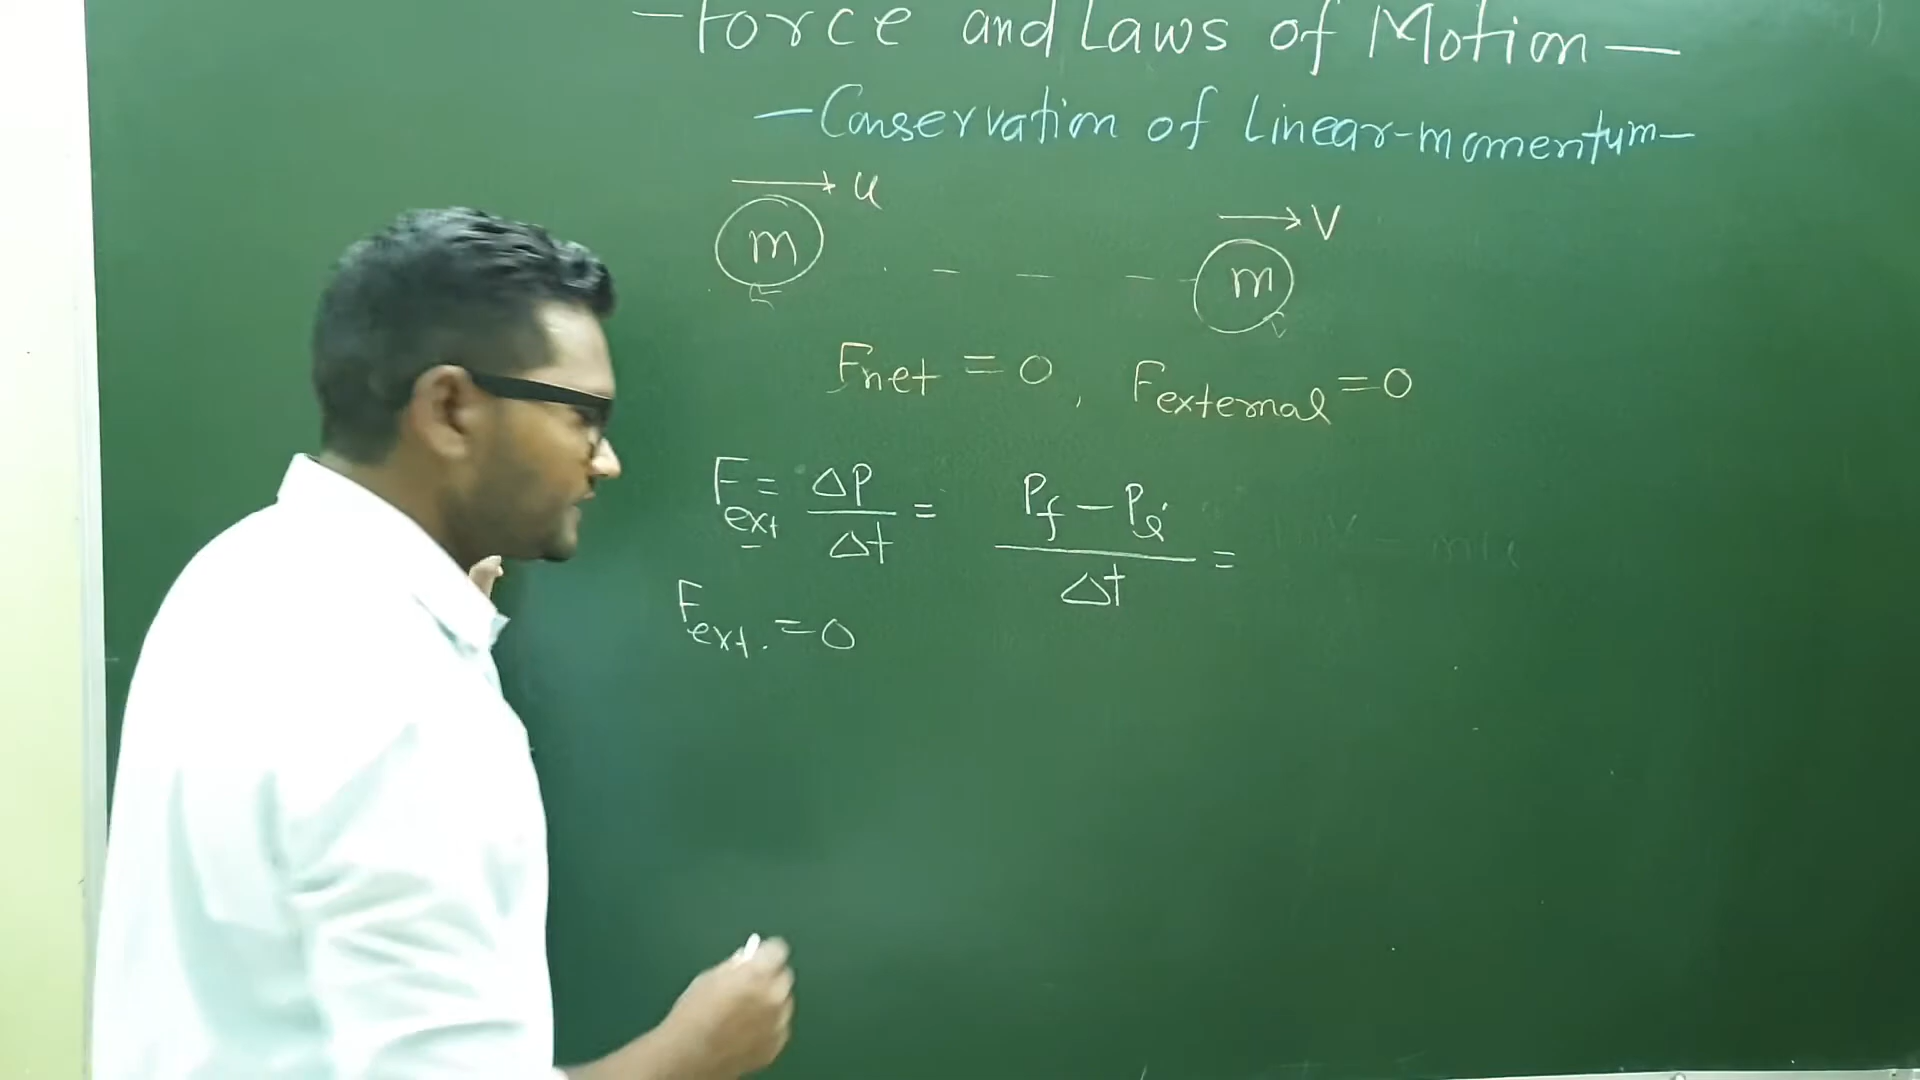 — Force and Laws of Motion —
— Conservation of Linear-momentum —
u
V
m
m
Fnet = 0, Fexternal = 0
Fext = ΔP/Δt = Pf - Pi/Δt =
Fext. = 0